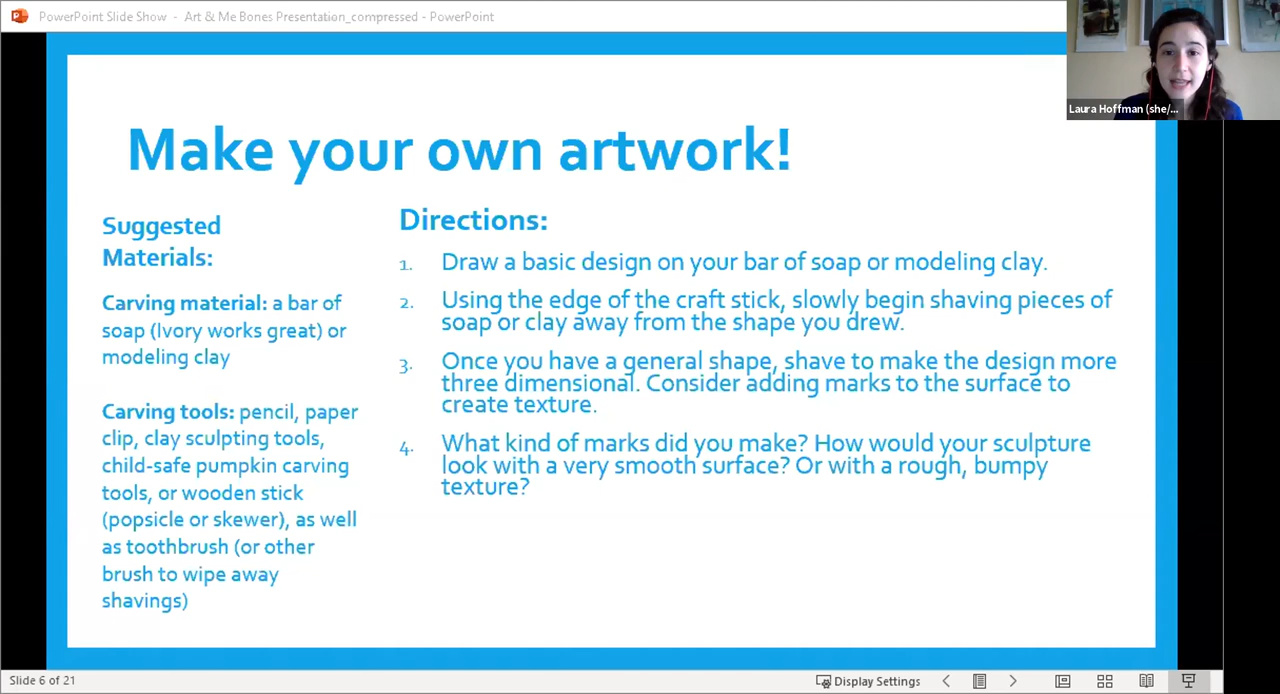 PowerPoint Slide Show - Art & Me Bones Presentation_compressed - PowerPoint
Laura Hoffman (she/...
Make your own artwork!
Suggested
Materials:
Carving material: a bar of
soap (Ivory works great) or
modeling clay
Carving tools: pencil, paper
clip, clay sculpting tools,
child-safe pumpkin carving
tools, or wooden stick
(popsicle or skewer), as well
as toothbrush (or other
brush to wipe away
shavings)
Directions:
1. Draw a basic design on your bar of soap or modeling clay.
2. Using the edge of the craft stick, slowly begin shaving pieces of
soap or clay away from the shape you drew.
3. Once you have a general shape, shave to make the design more
three dimensional. Consider adding marks to the surface to
create texture.
4. What kind of marks did you make? How would your sculpture
look with a very smooth surface? Or with a rough, bumpy
texture?
Slide 6 of 21
Display Settings